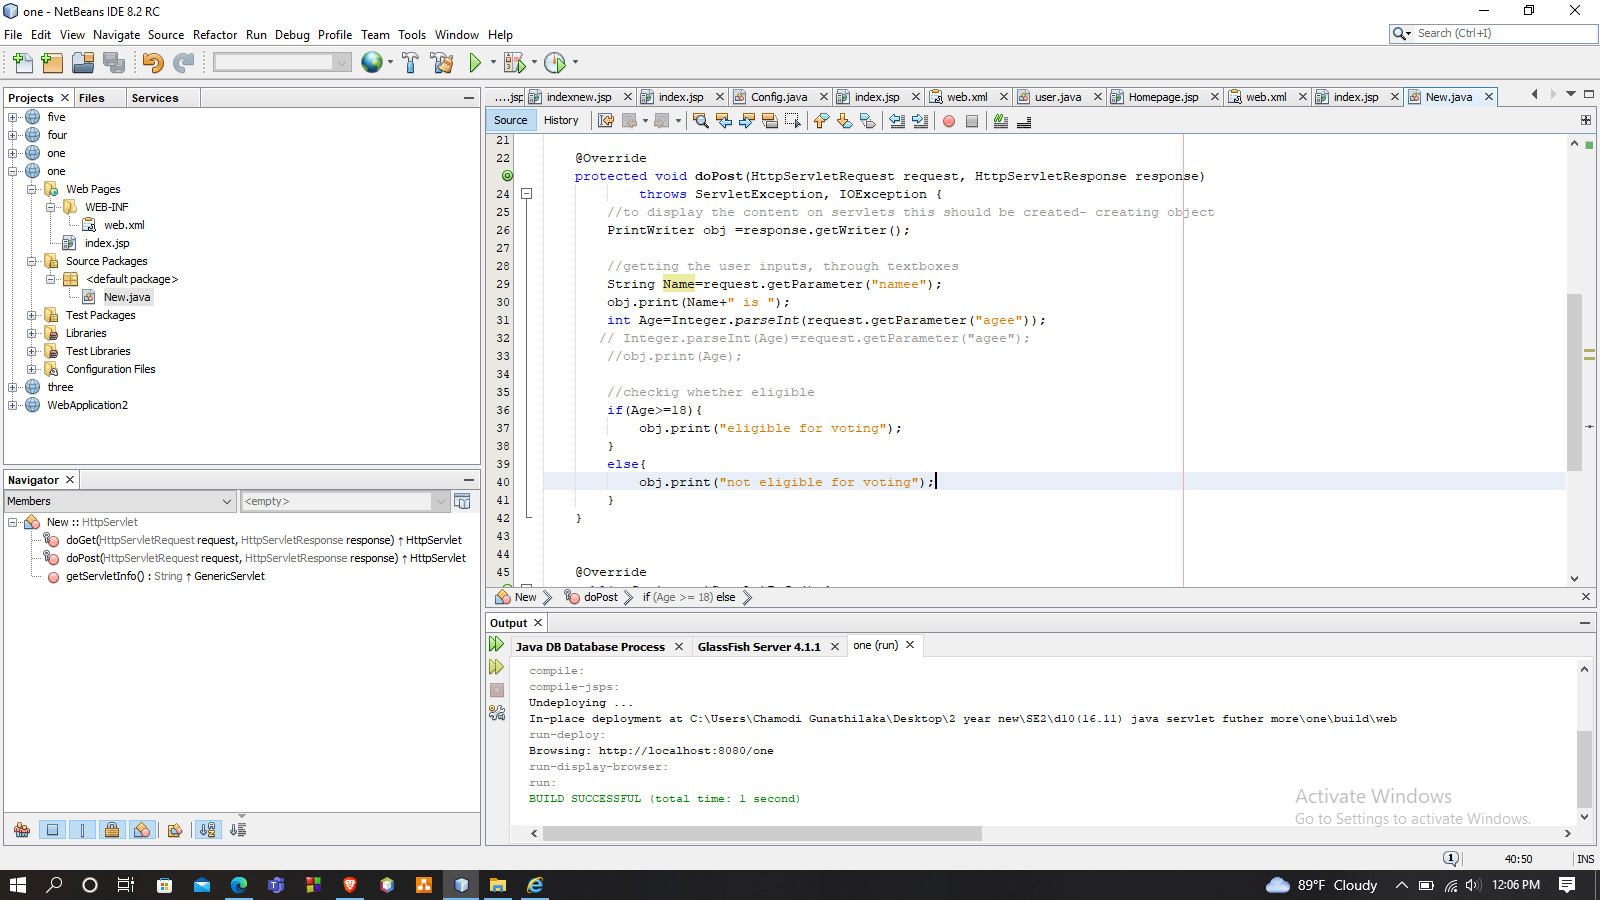 one - NetBeans IDE 8.2 RC
File Edit View Navigate Source Refactor Run Debug Profile Team Tools Window Help
Search (Ctrl+I)
Projects Files Services
five
four
one
one
Web Pages
WEB-INF
web.xml
index.jsp
Source Packages
<default package>
New.java
Test Packages
Libraries
Test Libraries
Configuration Files
three
WebApplication2
Navigator
Members <empty>
New :: HttpServlet
doGet(HttpServletRequest request, HttpServletResponse response) ↑ HttpServlet
doPost(HttpServletRequest request, HttpServletResponse response) ↑ HttpServlet
getServletInfo() : String ↑ GenericServlet
....jsp indexnew.jsp index.jsp Config.java index.jsp web.xml user.java Homepage.jsp web.xml index.jsp New.java
Source History
21
22 @Override
protected void doPost(HttpServletRequest request, HttpServletResponse response)
24 throws ServletException, IOException {
25 //to display the content on servlets this should be created- creating object
26 PrintWriter obj =response.getWriter();
27
28 //getting the user inputs, through textboxes
29 String Name=request.getParameter("namee");
30 obj.print(Name+" is ");
31 int Age=Integer.parseInt(request.getParameter("agee"));
32 // Integer.parseInt(Age)=request.getParameter("agee");
33 //obj.print(Age);
34
35 //checkig whether eligible
36 if(Age>=18){
37 obj.print("eligible for voting");
38 }
39 else{
40 obj.print("not eligible for voting");
41 }
42 }
43
44
45 @Override
New doPost if (Age >= 18) else
Output
Java DB Database Process GlassFish Server 4.1.1 one (run)
compile:
compile-jsps:
Undeploying ...
In-place deployment at C:\Users\Chamodi Gunathilaka\Desktop\2 year new\SE2\d10(16.11) java servlet futher more\one\build\web
run-deploy:
Browsing: http://localhost:8080/one
run-display-browser:
run:
BUILD SUCCESSFUL (total time: 1 second)
Activate Windows
Go to Settings to activate Windows.
1 40:50 INS
89°F Cloudy 12:06 PM